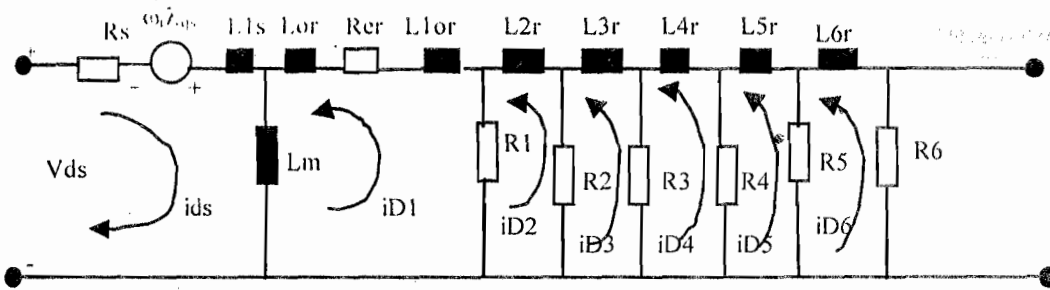 Rs L1s Lor Rer L1or L2r L3r L4r L5r L6r
+
- +
Vds ids Lm iD1 R1 R2 R3 R4 R5 R6
iD2 iD3 iD4 iD5 iD6
-